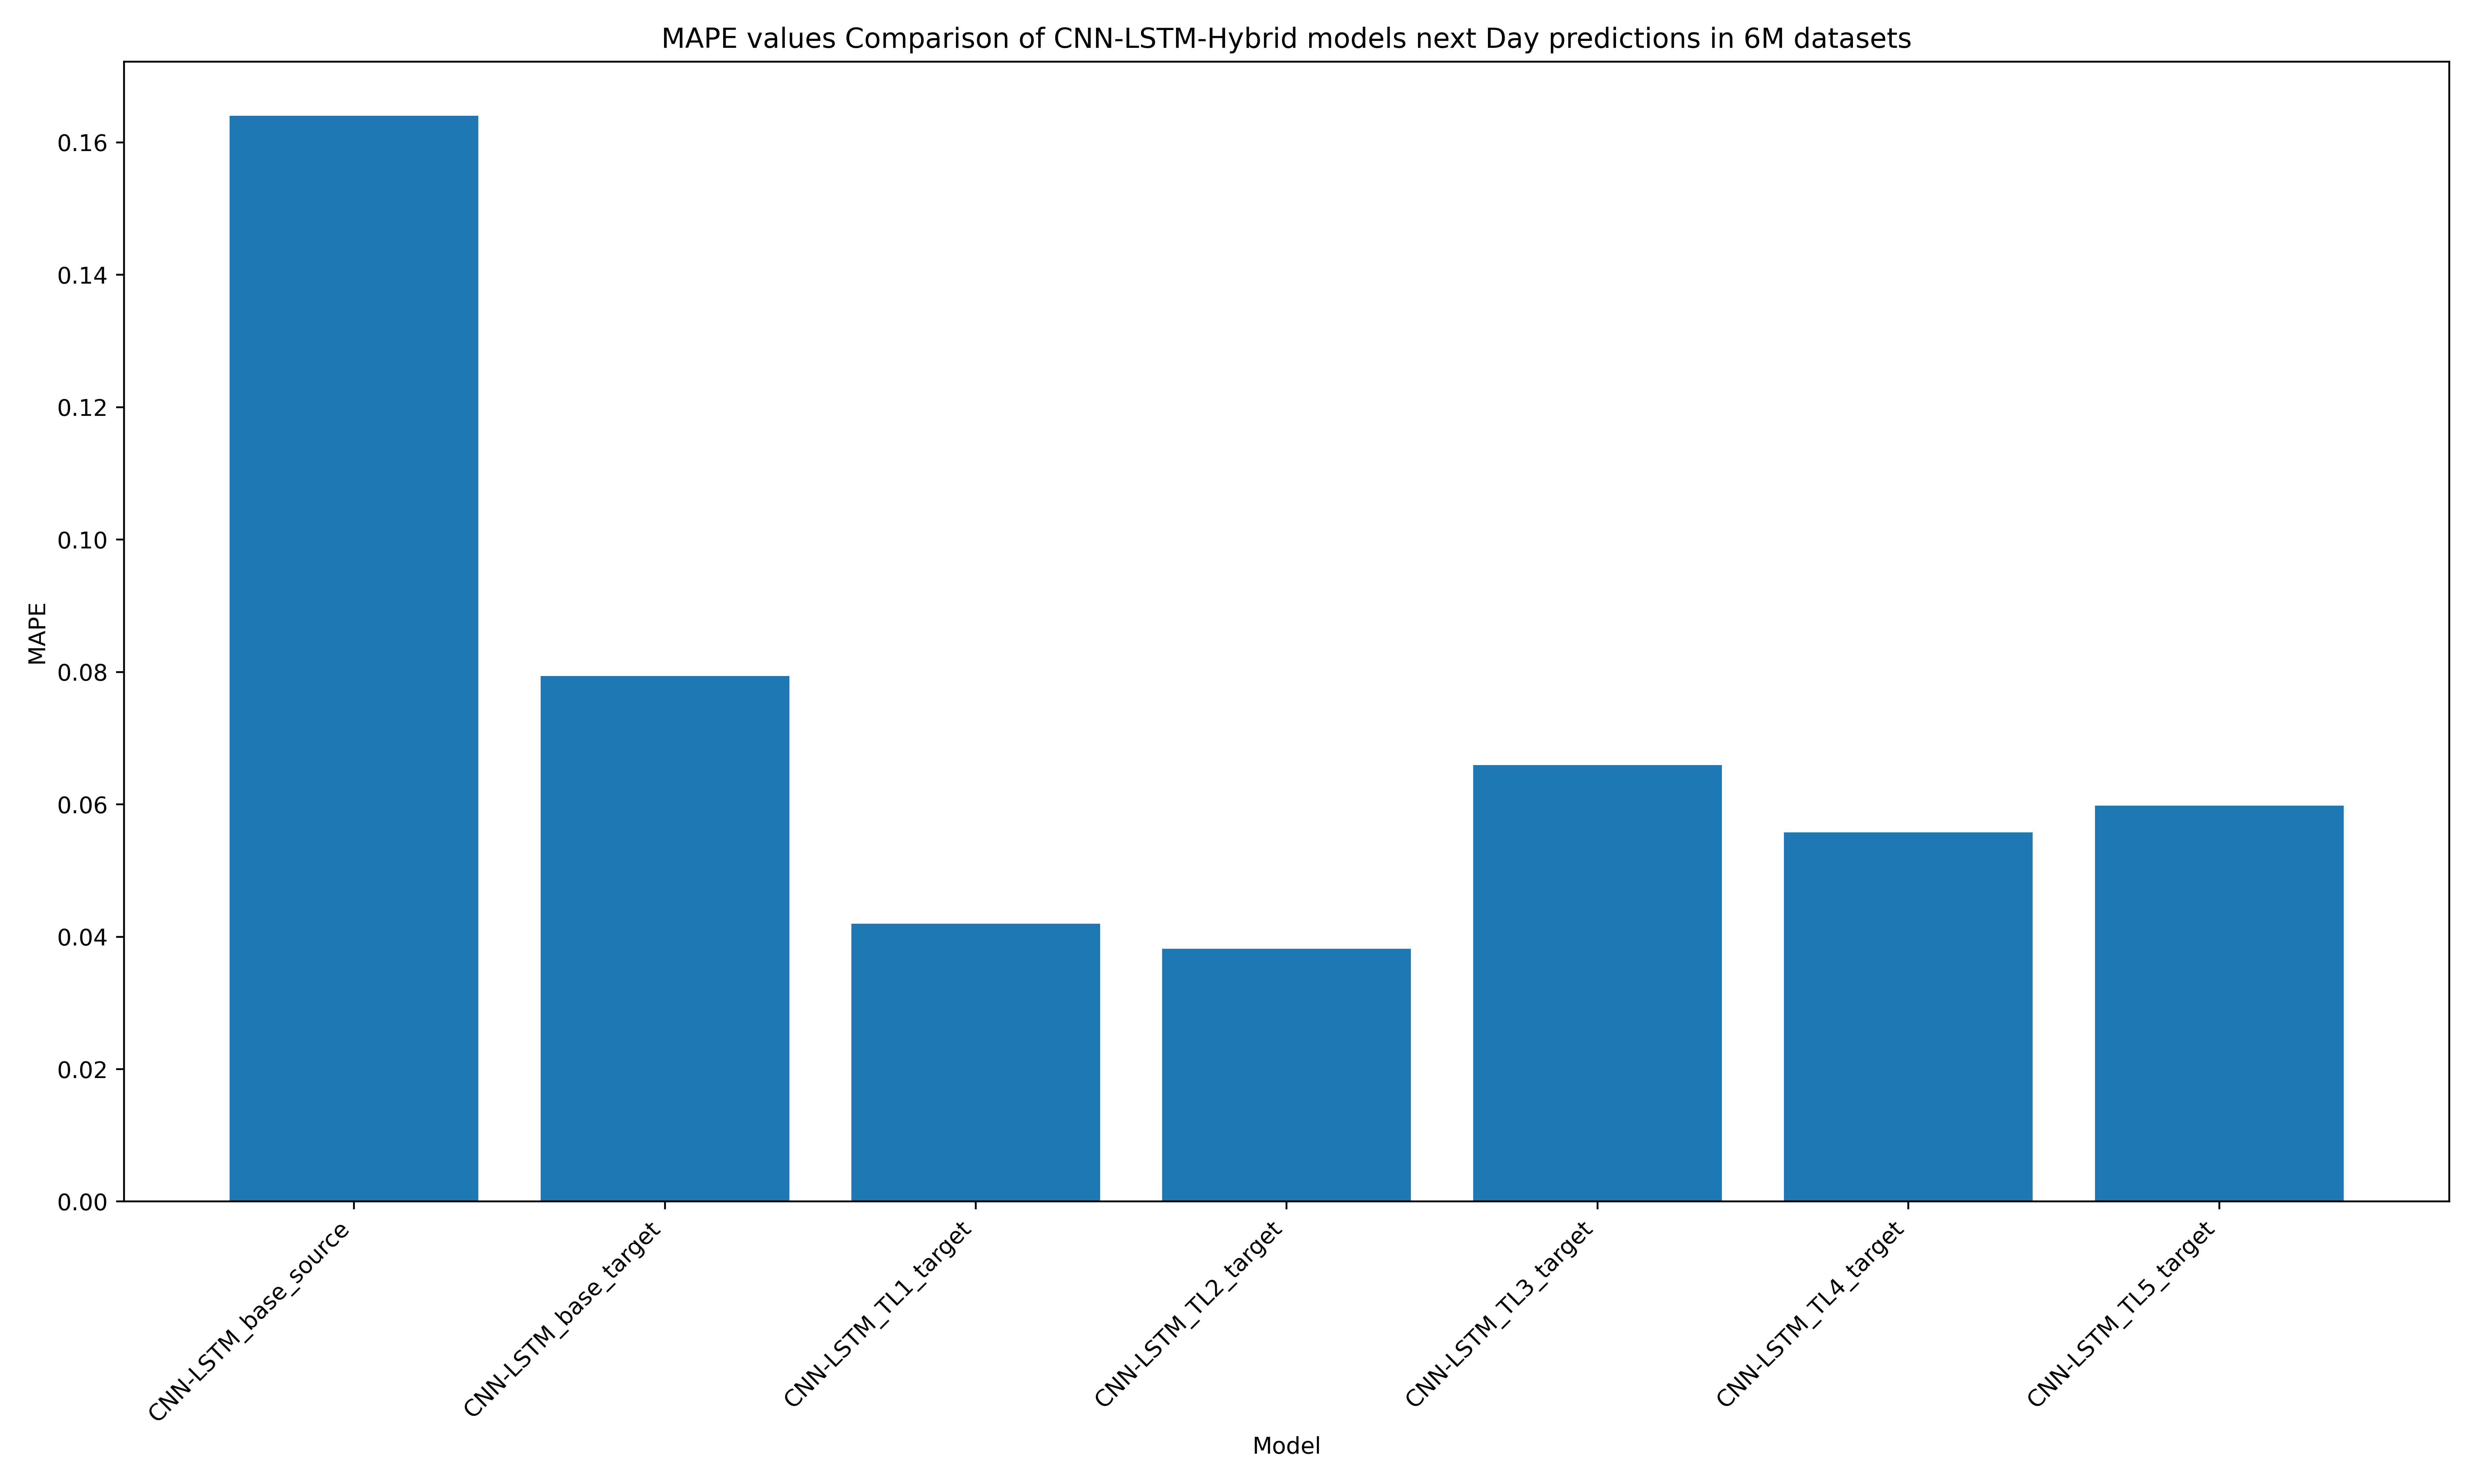 MAPE values Comparison of CNN-LSTM-Hybrid models next Day predictions in 6M datasets
MAPE
0.16
0.14
0.12
0.10
0.08
0.06
0.04
0.02
0.00
CNN-LSTM_base_source
CNN-LSTM_base_target
CNN-LSTM_TL1_target
CNN-LSTM_TL2_target
CNN-LSTM_TL3_target
CNN-LSTM_TL4_target
CNN-LSTM_TL5_target
Model